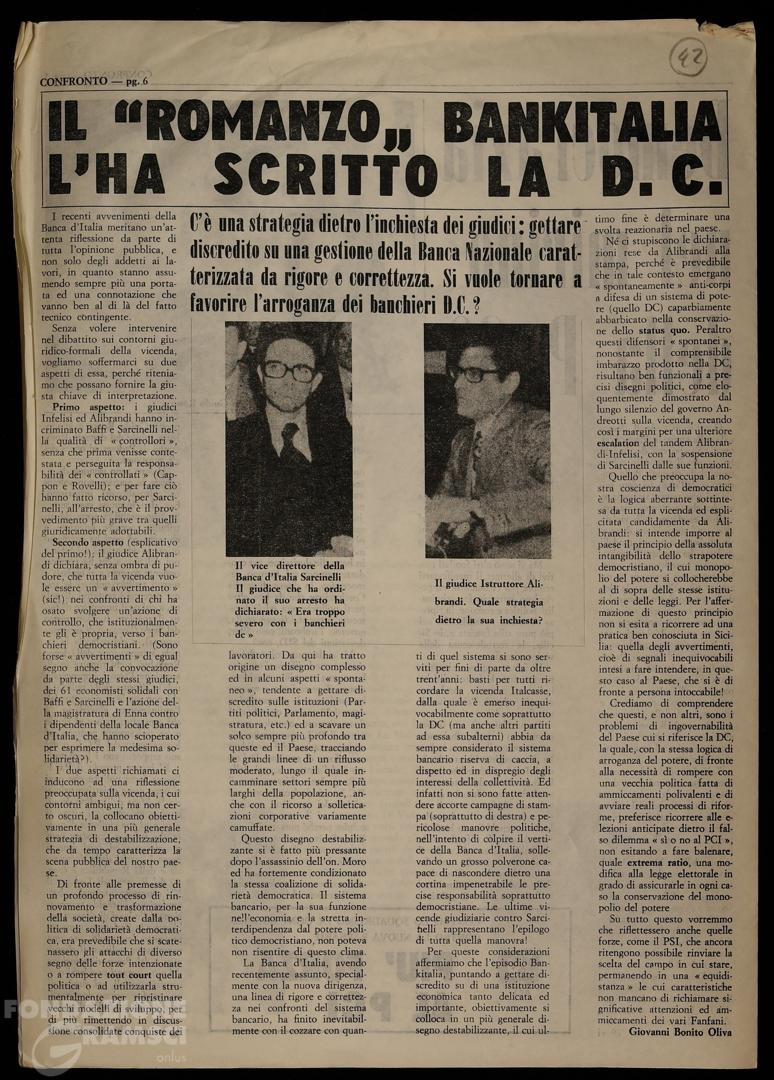 42
CONFRONTO — pg. 6
IL “ROMANZO„ BANKITALIA
L'HA SCRITTO LA D. C.
C'è una strategia dietro l'inchiesta dei giudici: gettare
discredito su una gestione della Banca Nazionale carat-
terizzata da rigore e correttezza. Si vuole tornare a
favorire l'arroganza dei banchieri D.C.?
I recenti avvenimenti della
Banca d'Italia meritano un'at-
tenta riflessione da parte di
tutta l'opinione pubblica, e
non solo degli addetti ai la-
vori, in quanto stanno assu-
mendo sempre più una porta-
ta ed una connotazione che
vanno ben al di là del fatto
tecnico contingente.
Senza volere intervenire
nel dibattito sui contorni giu-
ridico-formali della vicenda,
vogliamo soffermarci su due
aspetti di essa, perché ritenia-
mo che possano fornire la giu-
sta chiave di interpretazione.
Primo aspetto: i giudici
Infelisi ed Alibrandi hanno in-
criminato Baffi e Sarcinelli nel-
la qualità di « controllori »,
senza che prima venisse conte-
stata e perseguita la responsa-
bilità dei « controllati » (Cap-
pon e Rovelli); e per fare ciò
hanno fatto ricorso, per Sarci-
nelli, all'arresto, che è il prov-
vedimento più grave tra quelli
giuridicamente adottabili.
Secondo aspetto (esplicativo
del primo!): il giudice Alibran-
di dichiara, senza ombra di pu-
dore, che tutta la vicenda vuo-
le essere un « avvertimento »
(sic!) nei confronti di chi ha
osato svolgere un'azione di
controllo, che istituzionalmen-
te gli è propria, verso i ban-
chieri democristiani. (Sono
forse « avvertimenti » di egual
segno anche la convocazione
da parte degli stessi giudici,
dei 61 economisti solidali con
Baffi e Sarcinelli e l'azione del-
la magistratura di Enna contro
i dipendenti della locale Banca
d'Italia, che hanno scioperato
per esprimere la medesima so-
lidarietà?).
I due aspetti richiamati ci
inducono ad una riflessione
preoccupata sulla vicenda, i cui
contorni ambigui, ma non cer-
to oscuri, la collocano obietti-
vamente in una più generale
strategia di destabilizzazione,
che da tempo caratterizza la
scena pubblica del nostro pae-
se.
Di fronte alle premesse di
un profondo processo di rin-
novamento e trasformazione
della società, create dalla po-
litica di solidarietà democrati-
ca, era prevedibile che si scate-
nassero gli attacchi di diverso
segno delle forze intenzionate
o a rompere tout court quella
politica o ad utilizzarla stru-
mentalmente per ripristinare
vecchi modelli di sviluppo, per
di più rimettendo in discus-
sione consolidate conquiste dei
Il vice direttore della
Banca d'Italia Sarcinelli
Il giudice che ha ordi-
nato il suo arresto ha
dichiarato: « Era troppo
severo con i banchieri
dc »
Il giudice Istruttore Ali-
brandi. Quale strategia
dietro la sua inchiesta?
lavoratori. Da qui ha tratto
origine un disegno complesso
ed in alcuni aspetti « sponta-
neo », tendente a gettare di-
scredito sulle istituzioni (Par-
titi politici, Parlamento, magi-
stratura, etc.) ed a scavare un
solco sempre più profondo tra
queste ed il Paese, tracciando
le grandi linee di un riflusso
moderato, lungo il quale in-
camminare settori sempre più
larghi della popolazione, an-
che con il ricorso a solletica-
zioni corporative variamente
camuffate.
Questo disegno destabiliz-
zante si è fatto più pressante
dopo l'assassinio dell'on. Moro
ed ha fortemente condizionato
la stessa coalizione di solida-
rietà democratica. Il sistema
bancario, per la sua funzione
nell'economia e la stretta in-
terdipendenza dal potere poli-
tico democristiano, non poteva
non risentire di questo clima.
La Banca d'Italia, avendo
recentemente assunto, special-
mente con la nuova dirigenza,
una linea di rigore e correttez-
za nei confronti del sistema
bancario, ha finito inevitabil-
mente con il cozzare con quan-
ti di quel sistema si sono ser-
viti per fini di parte da oltre
trent'anni: basti per tutti ri-
cordare la vicenda Italcasse,
dalla quale è emerso inequi-
vocabilmente come soprattutto
la DC (ma anche altri partiti
ad essa subalterni) abbia da
sempre considerato il sistema
bancario riserva di caccia, a
dispetto ed in dispregio degli
interessi della collettività. Ed
infatti non si sono fatte atten-
dere accorte campagne di stam-
pa (soprattutto di destra) e pe-
ricolose manovre politiche,
nell'intento di colpire il verti-
ce della Banca d'Italia, solle-
vando un grosso polverone ca-
pace di nascondere dietro una
cortina impenetrabile le pre-
cise responsabilità soprattutto
democristiane. Le ultime vi-
cende giudiziarie contro Sarci-
nelli rappresentano l'epilogo
di tutta quella manovra!
Per queste considerazioni
affermiamo che l'episodio Ban-
kitalia, puntando a gettare di-
scredito su di una istituzione
economica tanto delicata ed
importante, obiettivamente si
colloca in un più generale di-
segno destabilizzante, il cui ul-
timo fine è determinare una
svolta reazionaria nel paese.
Né ci stupiscono le dichiara-
zioni rese da Alibrandi alla
stampa, perché è prevedibile
che in tale contesto emergano
« spontaneamente » anti-corpi
a difesa di un sistema di pote-
re (quello DC) caparbiamente
abbarbicato nella conservazio-
ne dello status quo. Peraltro
questi difensori « spontanei »,
nonostante il comprensibile
imbarazzo prodotto nella DC,
risultano ben funzionali a pre-
cisi disegni politici, come elo-
quentemente dimostrato dal
lungo silenzio del governo An-
dreotti sulla vicenda, creando
così i margini per una ulteriore
escalation del tandem Alibran-
di-Infelisi, con la sospensione
di Sarcinelli dalle sue funzioni.
Quello che preoccupa la no-
stra coscienza di democratici
è la logica aberrante sottinte-
sa da tutta la vicenda ed espli-
citata candidamente da Ali-
brandi: si intende imporre al
paese il principio della assoluta
intangibilità dello strapotere
democristiano, il cui monopo-
lio del potere si collocherebbe
al di sopra delle stesse istitu-
zioni e delle leggi. Per l'affer-
mazione di questo principio
non si esita a ricorrere ad una
pratica ben conosciuta in Sici-
lia: quella degli avvertimenti,
cioè di segnali inequivocabili
intesi a fare intendere, in que-
sto caso al Paese, che si è di
fronte a persona intoccabile!
Crediamo di comprendere
che questi, e non altri, sono i
problemi di ingovernabilità
del Paese cui si riferisce la DC,
la quale, con la stessa logica di
arroganza del potere, di fronte
alla necessità di rompere con
una vecchia politica fatta di
ammiccamenti polivalenti e di
avviare reali processi di rifor-
me, preferisce ricorrere alle e-
lezioni anticipate dietro il fal-
so dilemma « sì o no al PCI »,
non esitando a fare balenare,
quale extrema ratio, una mo-
difica alla legge elettorale in
grado di assicurarle in ogni ca-
so la conservazione del mono-
polio del potere
Su tutto questo vorremmo
che riflettessero anche quelle
forze, come il PSI, che ancora
ritengono possibile rinviare la
scelta del campo in cui stare,
permanendo in una « equidi-
stanza » le cui caratteristiche
non mancano di richiamare si-
gnificative attenzioni ed am-
miccamenti dei vari Fanfani.
Giovanni Bonito Oliva
FONDAZIONE
GRAMSCI
onlus